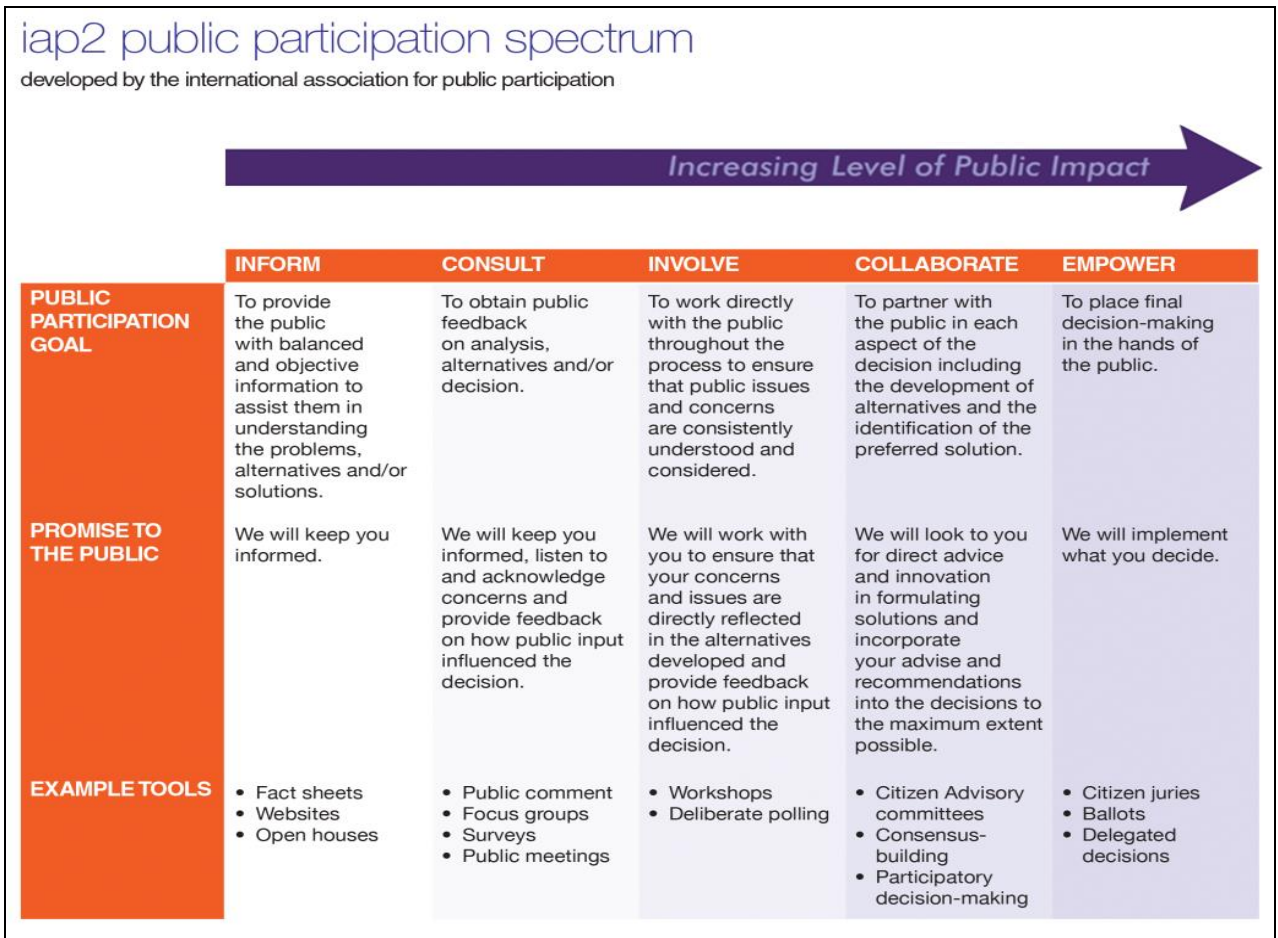 iap2 public participation spectrum
developed by the international association for public participation
Increasing Level of Public Impact
INFORM
CONSULT
INVOLVE
COLLABORATE
EMPOWER
PUBLIC
PARTICIPATION
GOAL
To provide
the public
with balanced
and objective
information to
assist them in
understanding
the problems,
alternatives and/or
solutions.
To obtain public
feedback
on analysis,
alternatives and/or
decision.
To work directly
with the public
throughout the
process to ensure
that public issues
and concerns
are consistently
understood and
considered.
To partner with
the public in each
aspect of the
decision including
the development of
alternatives and the
identification of the
preferred solution.
To place final
decision-making
in the hands of
the public.
PROMISE TO
THE PUBLIC
We will keep you
informed.
We will keep you
informed, listen to
and acknowledge
concerns and
provide feedback
on how public input
influenced the
decision.
We will work with
you to ensure that
your concerns
and issues are
directly reflected
in the alternatives
developed and
provide feedback
on how public input
influenced the
decision.
We will look to you
for direct advice
and innovation
in formulating
solutions and
incorporate
your advise and
recommendations
into the decisions to
the maximum extent
possible.
We will implement
what you decide.
EXAMPLE TOOLS
• Fact sheets
• Websites
• Open houses
• Public comment
• Focus groups
• Surveys
• Public meetings
• Workshops
• Deliberate polling
• Citizen Advisory
committees
• Consensus-
building
• Participatory
decision-making
• Citizen juries
• Ballots
• Delegated
decisions